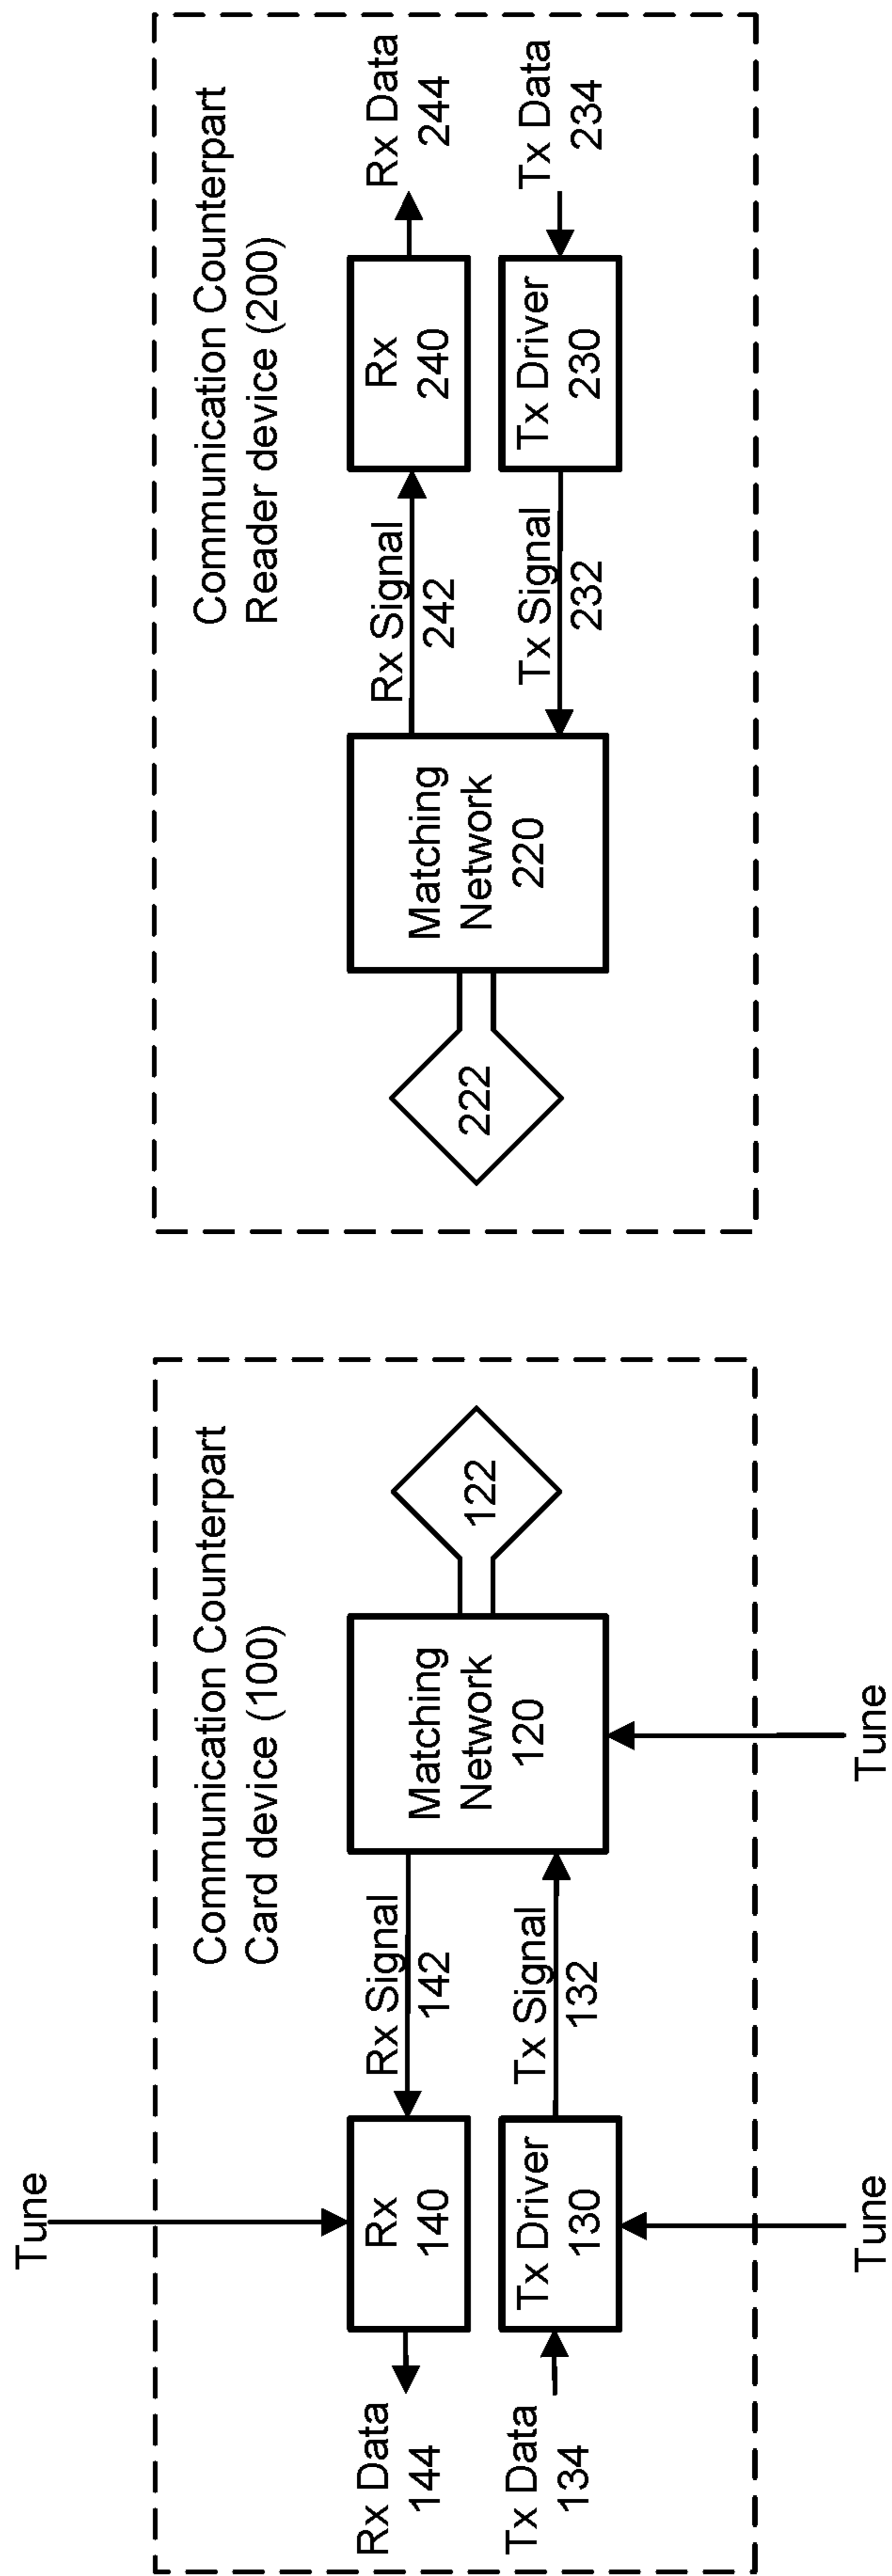 Tune
Communication Counterpart
Card device (100)
Rx Data
144
Rx
140
Rx Signal
142
Matching
Network
120
122
Tx Data
134
Tx Driver
130
Tx Signal
132
Tune
Tune
Communication Counterpart
Reader device (200)
222
Matching
Network
220
Rx Signal
242
Rx
240
Rx Data
244
Tx Signal
232
Tx Driver
230
Tx Data
234